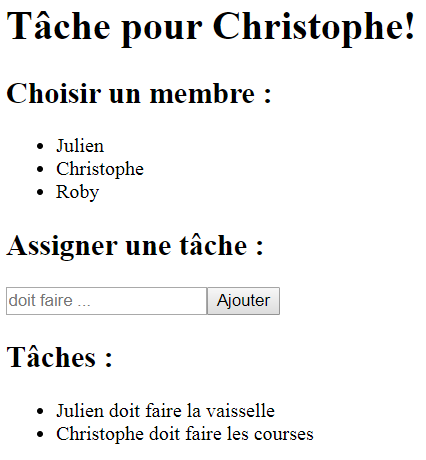 Tâche pour Christophe!
Choisir un membre :
Julien
Christophe
Roby
Assigner une tâche :
doit faire ... Ajouter
Tâches :
Julien doit faire la vaisselle
Christophe doit faire les courses